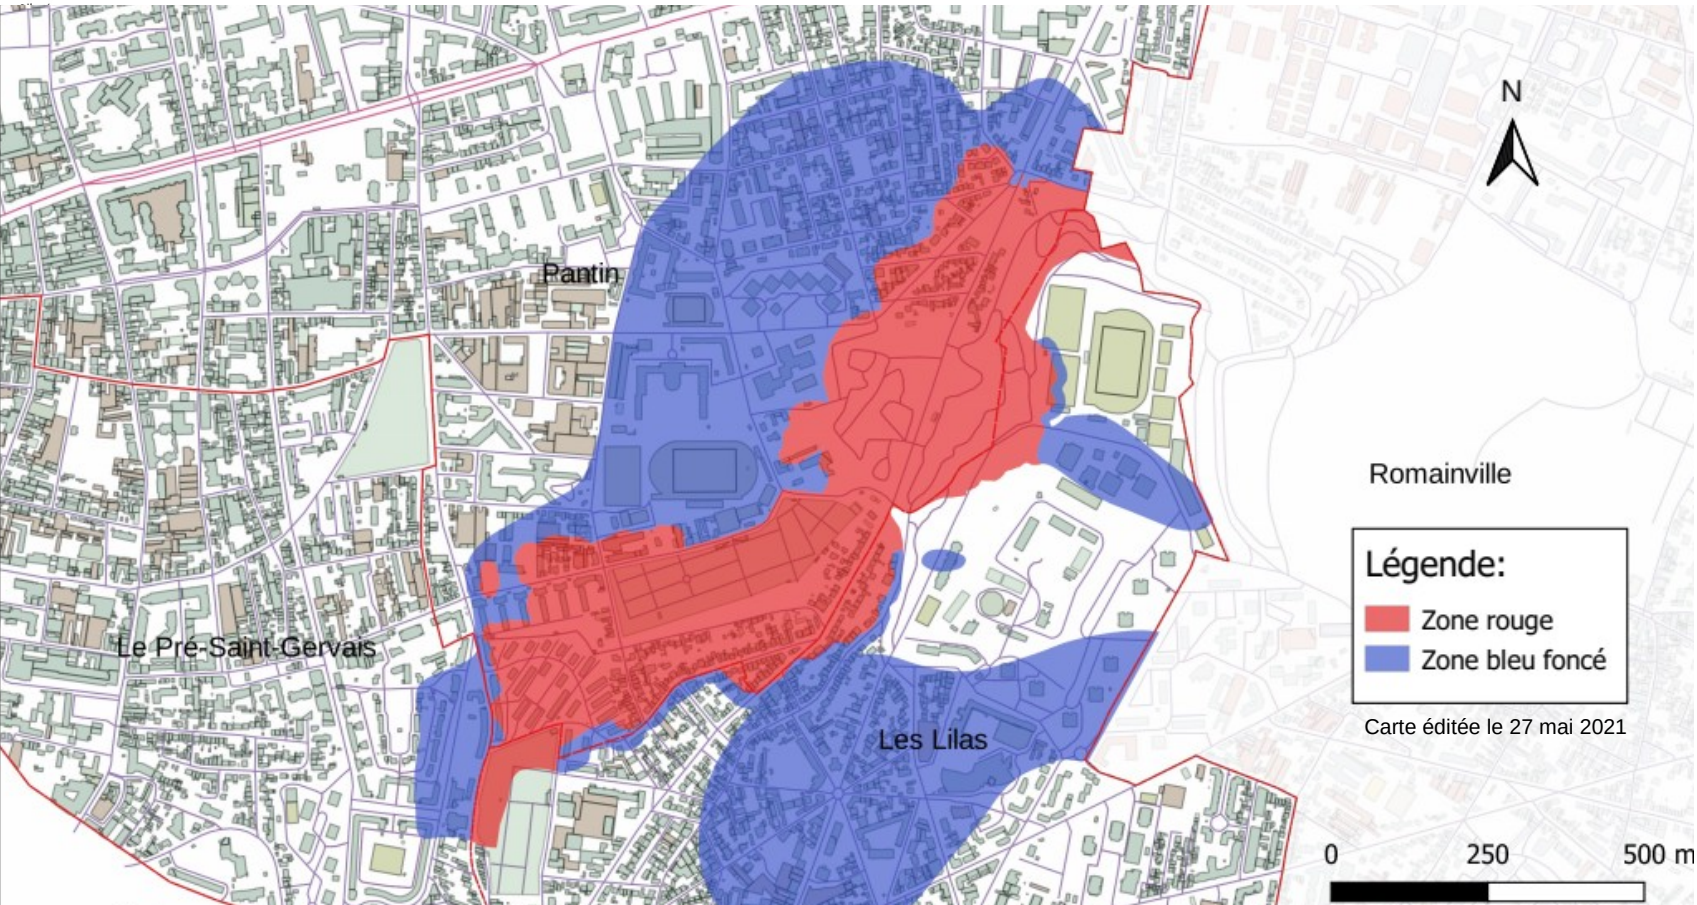 N
Pantin
Romainville
Légende:
Zone rouge
Zone bleu foncé
Le Pré-Saint-Gervais
Carte éditée le 27 mai 2021
Les Lilas
0 250 500 m